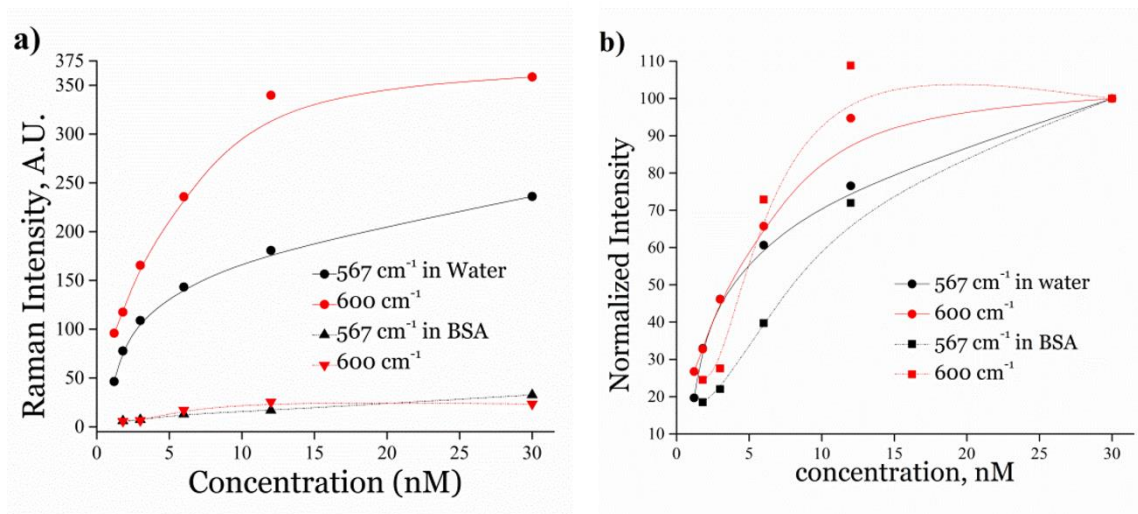 a)
Raman Intensity, A.U.
375
350
300
250
200
150
100
50
0
0 5 10 15 20 25 30
Concentration (nM)
567 cm⁻¹ in Water
600 cm⁻¹
567 cm⁻¹ in BSA
600 cm⁻¹
b)
Normalized Intensity
110
100
90
80
70
60
50
40
30
20
10
0 5 10 15 20 25 30
concentration, nM
567 cm⁻¹ in water
600 cm⁻¹
567 cm⁻¹ in BSA
600 cm⁻¹